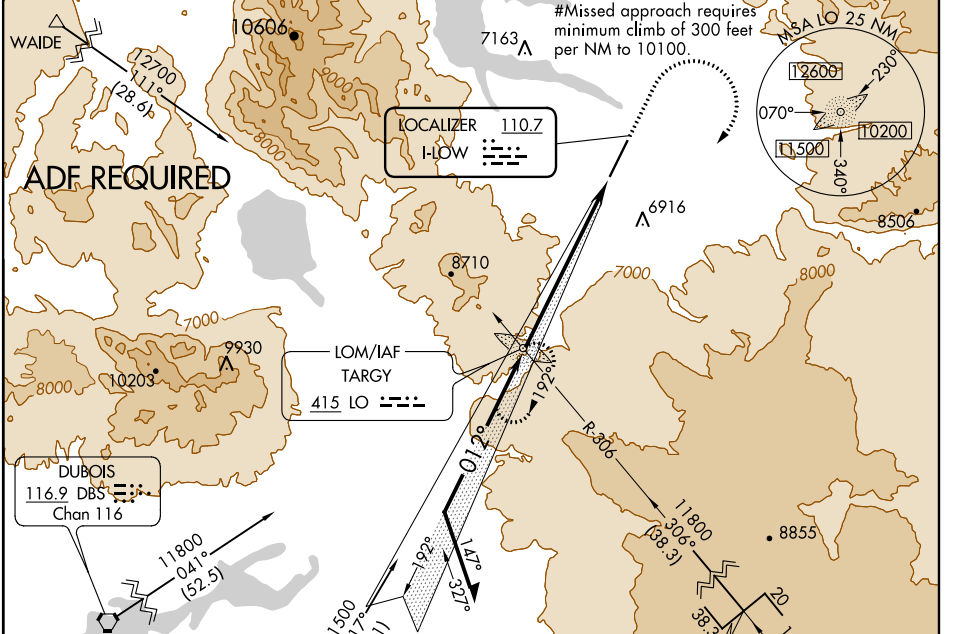 #Missed approach requires
minimum climb of 300 feet
per NM to 10100.
MSA LO 25 NM
12600
230°
070°
10200
11500
340°
WAIDE
12700
111°
(28.6)
10606
9000
8000
7163
LOCALIZER 110.7
I-LOW
ADF REQUIRED
6916
8506
8710
7000
8000
7000
9930
10203
8000
LOM/IAF
TARGY
415 LO
192°
R-306
012°
DUBOIS
116.9 DBS
Chan 116
11800
041°
(52.5)
192°
147°
327°
11800
306°
(38.3)
8855
20